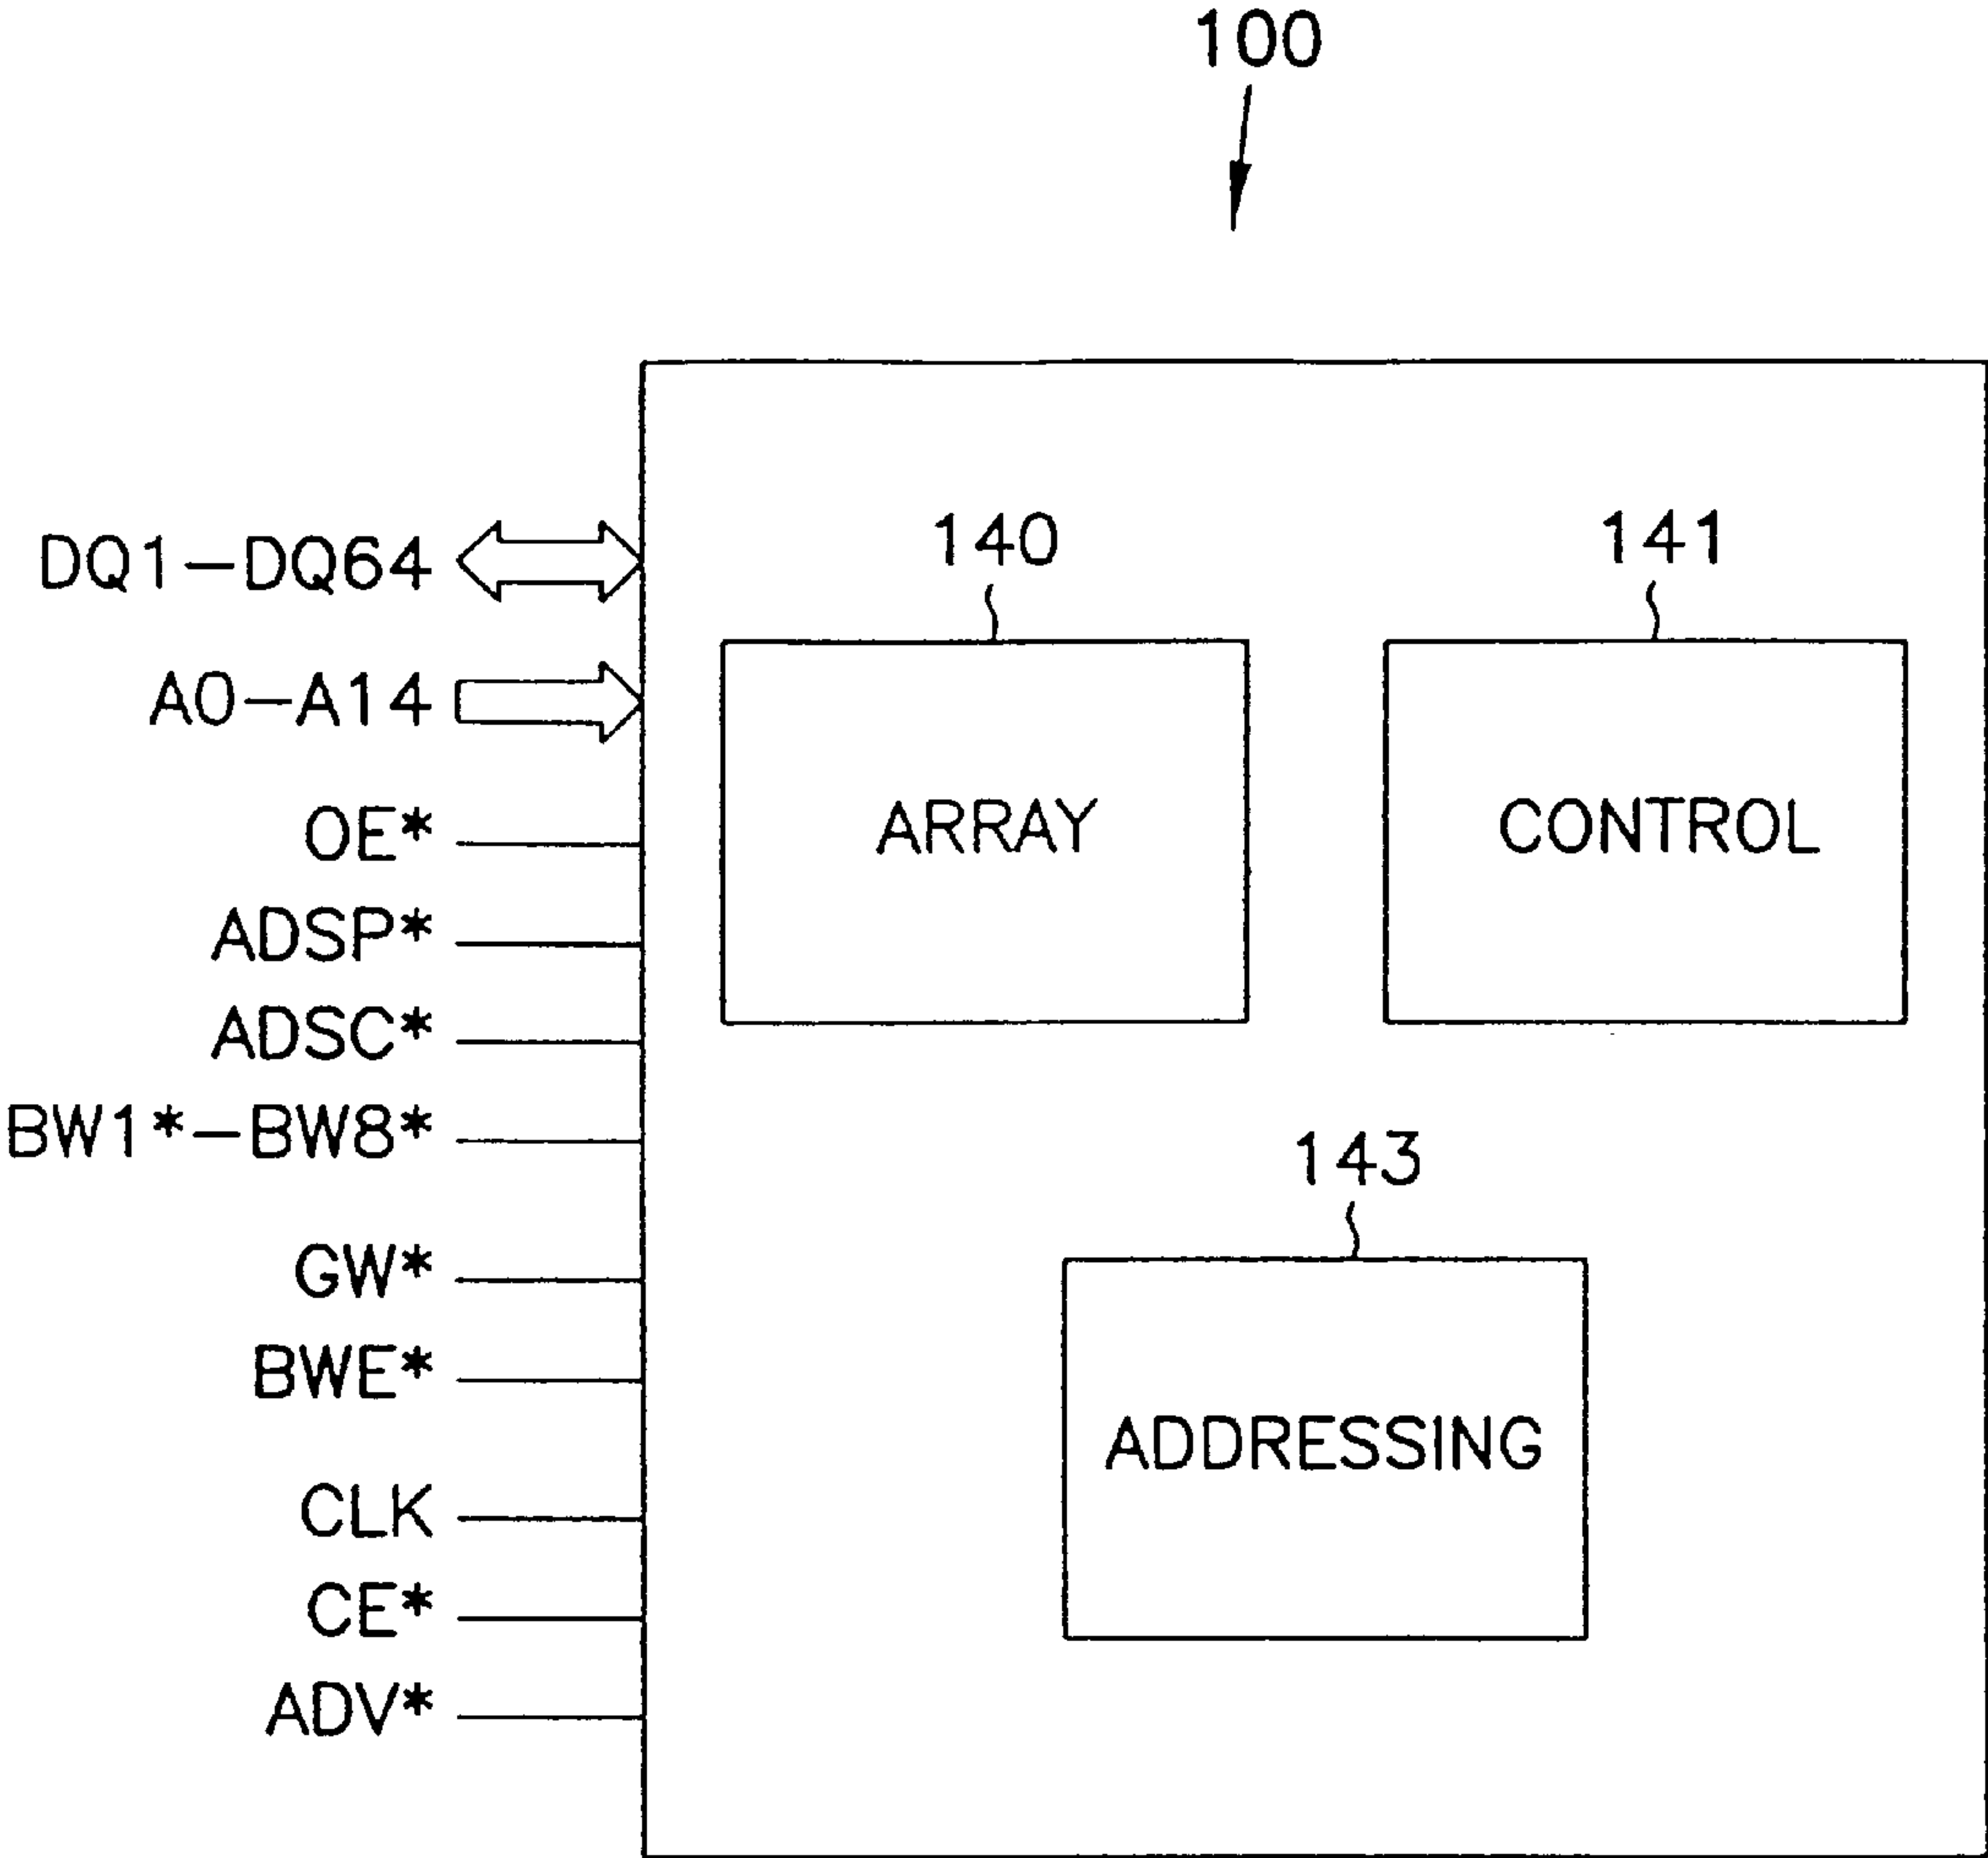 100
DQ1-DQ64
A0-A14
OE*
ADSP*
ADSC*
BW1*-BW8*
GW*
BWE*
CLK
CE*
ADV*
140
ARRAY
141
CONTROL
143
ADDRESSING